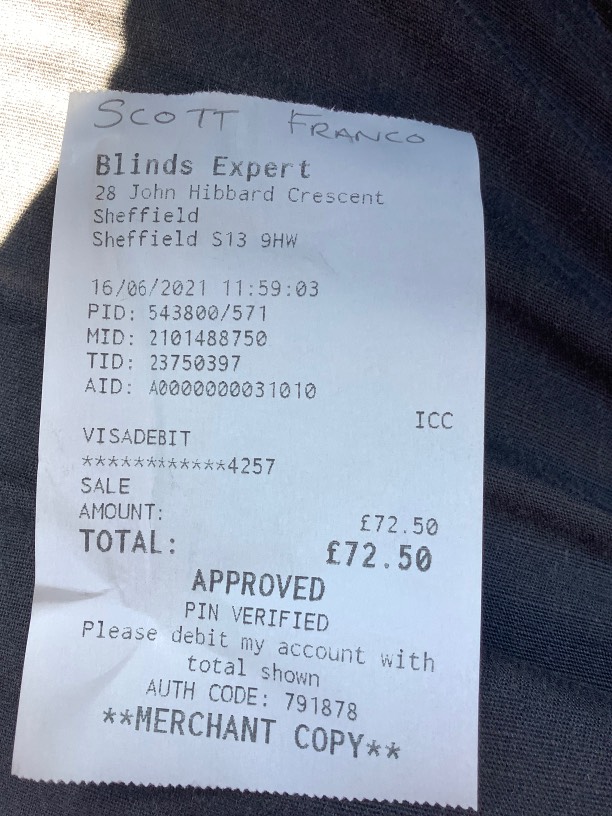 SCOTT FRANCO
Blinds Expert
28 John Hibbard Crescent
Sheffield
Sheffield S13 9HW
16/06/2021 11:59:03
PID: 543800/571
MID: 2101488750
TID: 23750397
AID: A0000000031010
ICC
VISADEBIT
************4257
SALE
AMOUNT: £72.50
TOTAL: £72.50
APPROVED
PIN VERIFIED
Please debit my account with
total shown
AUTH CODE: 791878
**MERCHANT COPY**